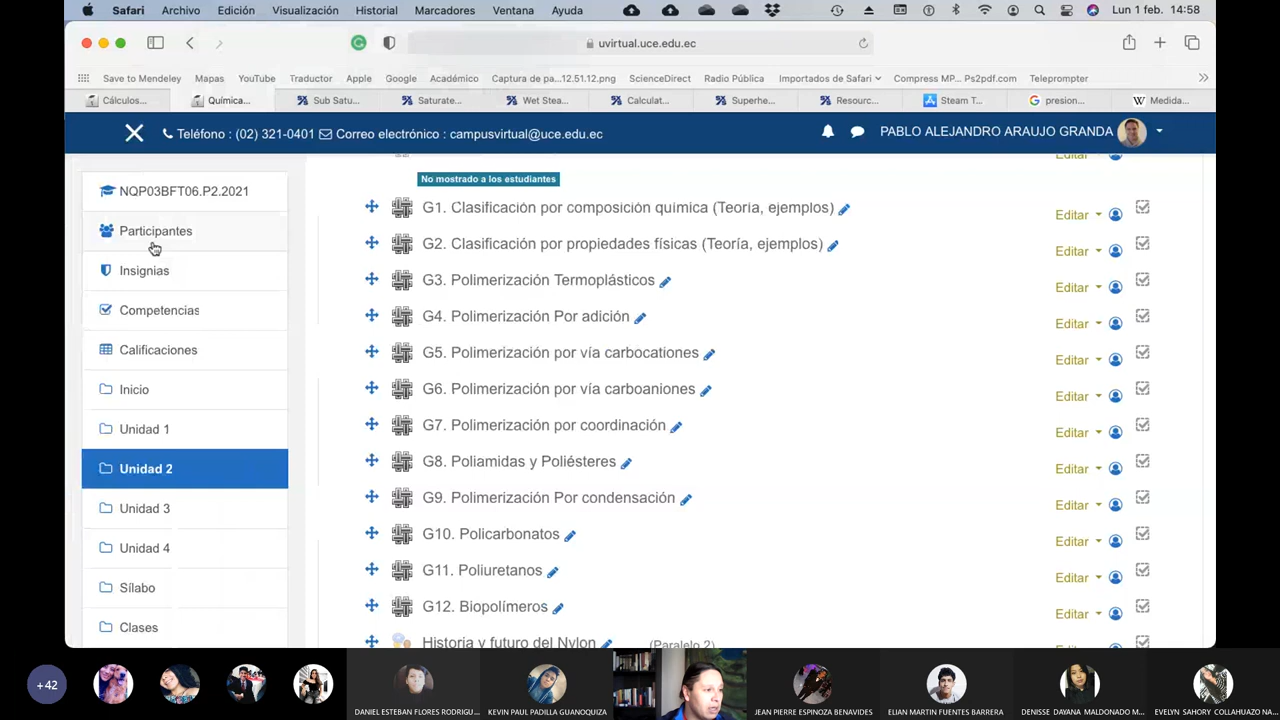 Safari Archivo Edición Visualización Historial Marcadores Ventana Ayuda Lun 1 feb. 14:58
uvirtual.uce.edu.ec
Save to Mendeley Mapas YouTube Traductor Apple Google Académico Captura de pa...12.51.12.png ScienceDirect Radio Pública Importados de Safari Compress MP... Ps2pdf.com Teleprompter
Cálculos... Química... Sub Satu... Saturate... Wet Stea... Calculat... Superhe... Resourc... Steam T... presion... Medida...
Teléfono : (02) 321-0401 Correo electrónico : campusvirtual@uce.edu.ec PABLO ALEJANDRO ARAUJO GRANDA
Editar
No mostrado a los estudiantes
NQP03BFT06.P2.2021
G1. Clasificación por composición química (Teoría, ejemplos) Editar
Participantes
G2. Clasificación por propiedades físicas (Teoría, ejemplos) Editar
Insignias
G3. Polimerización Termoplásticos Editar
Competencias
G4. Polimerización Por adición Editar
Calificaciones
G5. Polimerización por vía carbocationes Editar
Inicio
G6. Polimerización por vía carboaniones Editar
Unidad 1
G7. Polimerización por coordinación Editar
Unidad 2
G8. Poliamidas y Poliésteres Editar
Unidad 3
G9. Polimerización Por condensación Editar
Unidad 4
G10. Policarbonatos Editar
G11. Poliuretanos Editar
Sílabo
G12. Biopolímeros Editar
Clases
Historia y futuro del Nylon (Paralelo 2)
+42
DANIEL ESTEBAN FLORES RODRIGU... KEVIN PAUL PADILLA GUANOQUIZA JEAN PIERRE ESPINOZA BENAVIDES ELIAN MARTIN FUENTES BARRERA DENISSE DAYANA MALDONADO M... EVELYN SAHORY COLLAHUAZO NA...